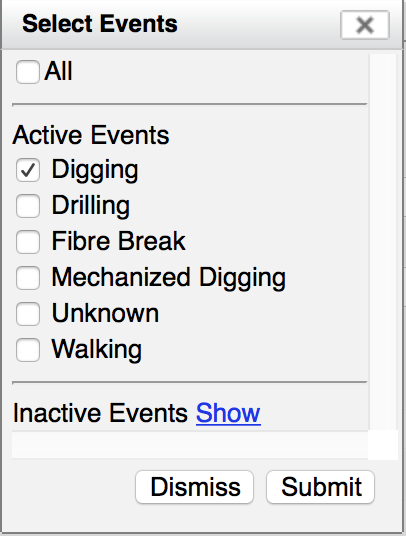 Select Events
All
Active Events
Digging
Drilling
Fibre Break
Mechanized Digging
Unknown
Walking
Inactive Events Show
Dismiss Submit